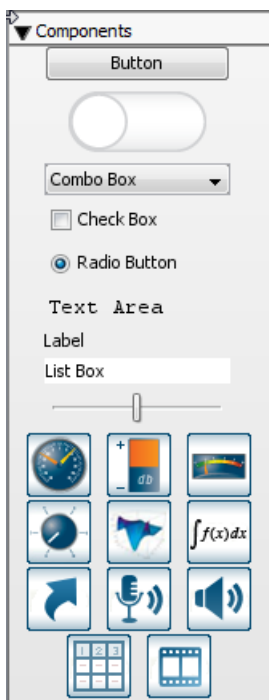 Components
Button
Combo Box
Check Box
Radio Button
Text Area
Label
List Box
+
- db
∫f(x)dx
1 2 3